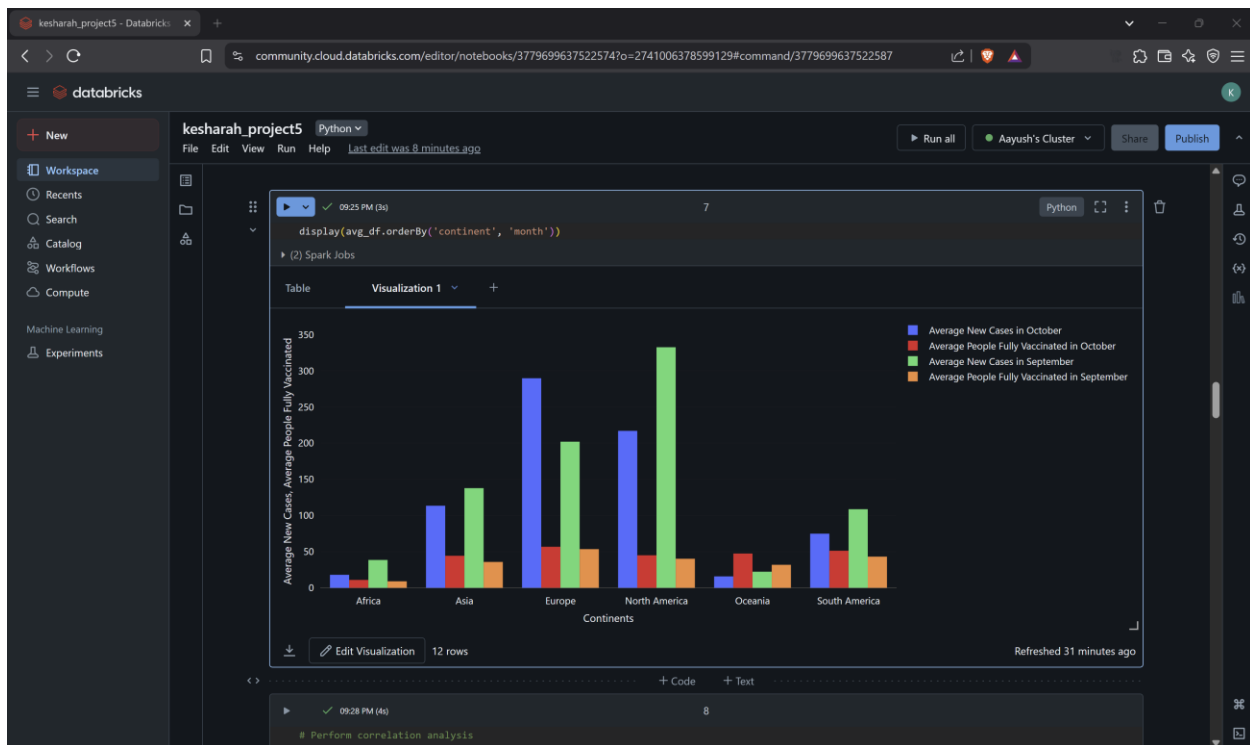 kesharah_project5 - Databricks
community.cloud.databricks.com/editor/notebooks/3779699637522574?o=2741006378599129#command/3779699637522587
databricks
K
New
Workspace
Recents
Search
Catalog
Workflows
Compute
Machine Learning
Experiments
kesharah_project5 Python
File Edit View Run Help Last edit was 8 minutes ago
Run all Aayush's Cluster Share Publish
09:25 PM (3s) 7 Python
display(avg_df.orderBy('continent', 'month'))
(2) Spark Jobs
Table Visualization 1 +
Average New Cases, Average People Fully Vaccinated
350
300
250
200
150
100
50
0
Africa Asia Europe North America Oceania South America
Continents
Average New Cases in October
Average People Fully Vaccinated in October
Average New Cases in September
Average People Fully Vaccinated in September
Edit Visualization 12 rows Refreshed 31 minutes ago
+ Code + Text
09:28 PM (4s) 8
# Perform correlation analysis